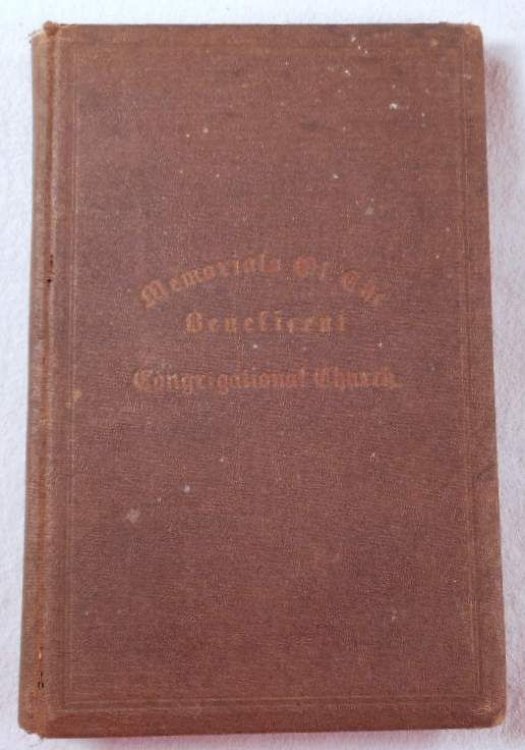 Memorials Of The
Beneficent
Congregational Church.